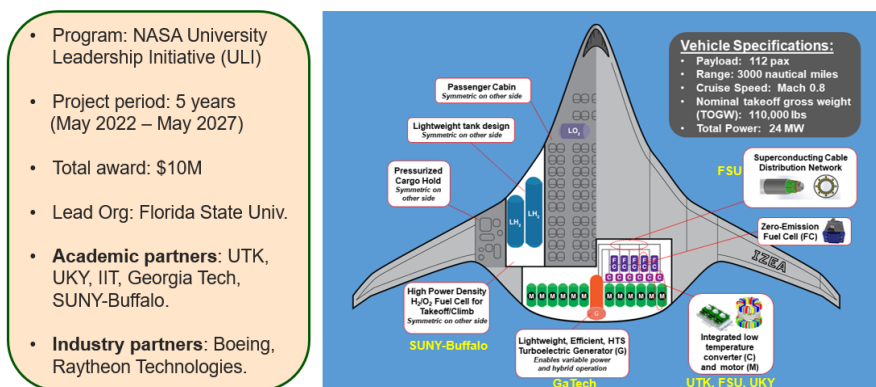 • Program: NASA University
Leadership Initiative (ULI)
• Project period: 5 years
(May 2022 – May 2027)
• Total award: $10M
• Lead Org: Florida State Univ.
• Academic partners: UTK,
UKY, IIT, Georgia Tech,
SUNY-Buffalo.
• Industry partners: Boeing,
Raytheon Technologies.
Vehicle Specifications:
• Payload: 112 pax
• Range: 3000 nautical miles
• Cruise Speed: Mach 0.8
• Nominal takeoff gross weight
(TOGW): 110,000 lbs
• Total Power: 24 MW
Passenger Cabin
Symmetric on other side
LO₂
Lightweight tank design
Symmetric on other side
Pressurized
Cargo Hold
Symmetric on
other side
LH₂
LH₂
FSU
Superconducting Cable
Distribution Network
Zero-Emission
Fuel Cell (FC)
IZEA
F F F F F
C C C C C
C C C C C C
M M M M M M
M M M M M M
G
High Power Density
H₂/O₂ Fuel Cell for
Takeoff/Climb
Symmetric on other side
SUNY-Buffalo
Lightweight, Efficient, HTS
Turboelectric Generator (G)
Enables variable power
and hybrid operation
GaTech
Integrated low
temperature
converter (C)
and motor (M)
UTK, FSU, UKY